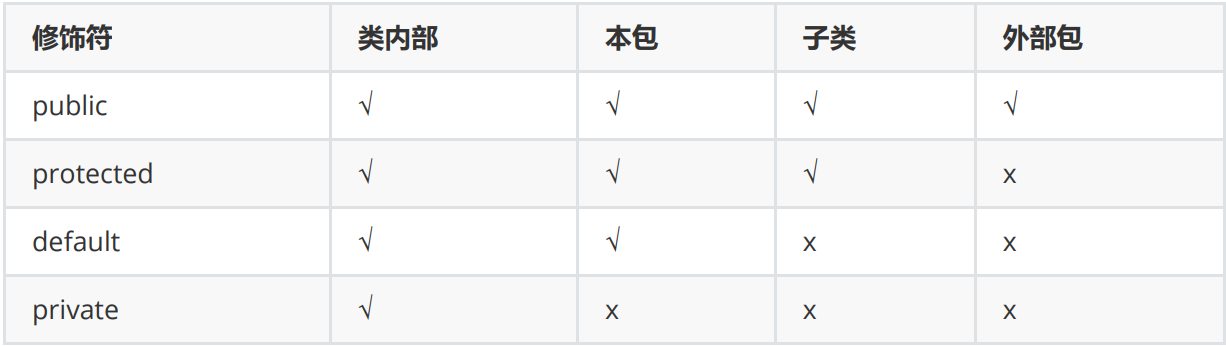 修饰符 类内部 本包 子类 外部包
public √ √ √ √
protected √ √ √ x
default √ √ x x
private √ x x x